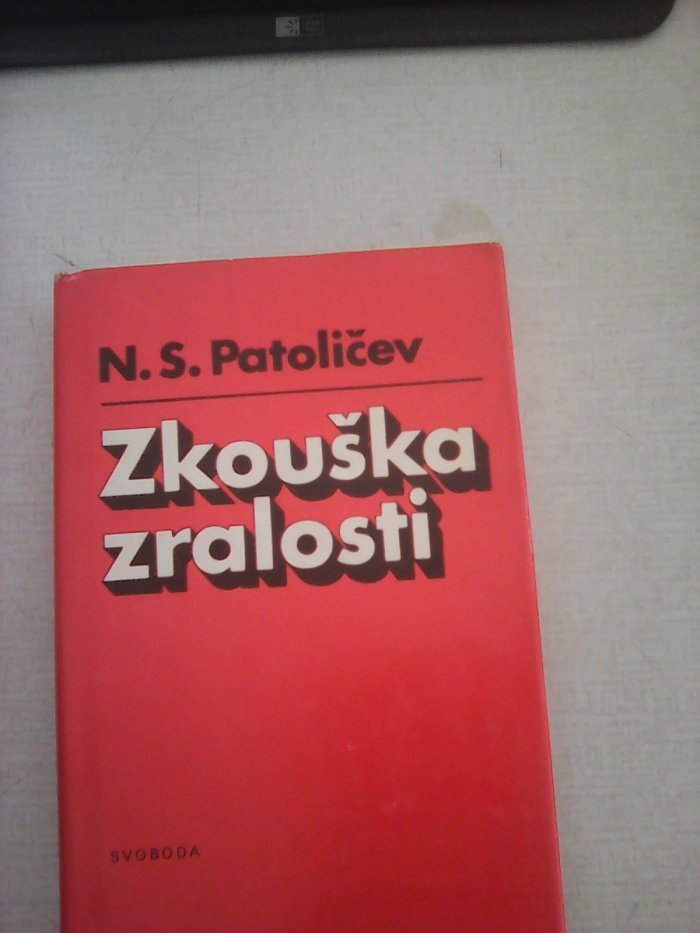 N. S. Patoličev
Zkouška
zralosti
SVOBODA